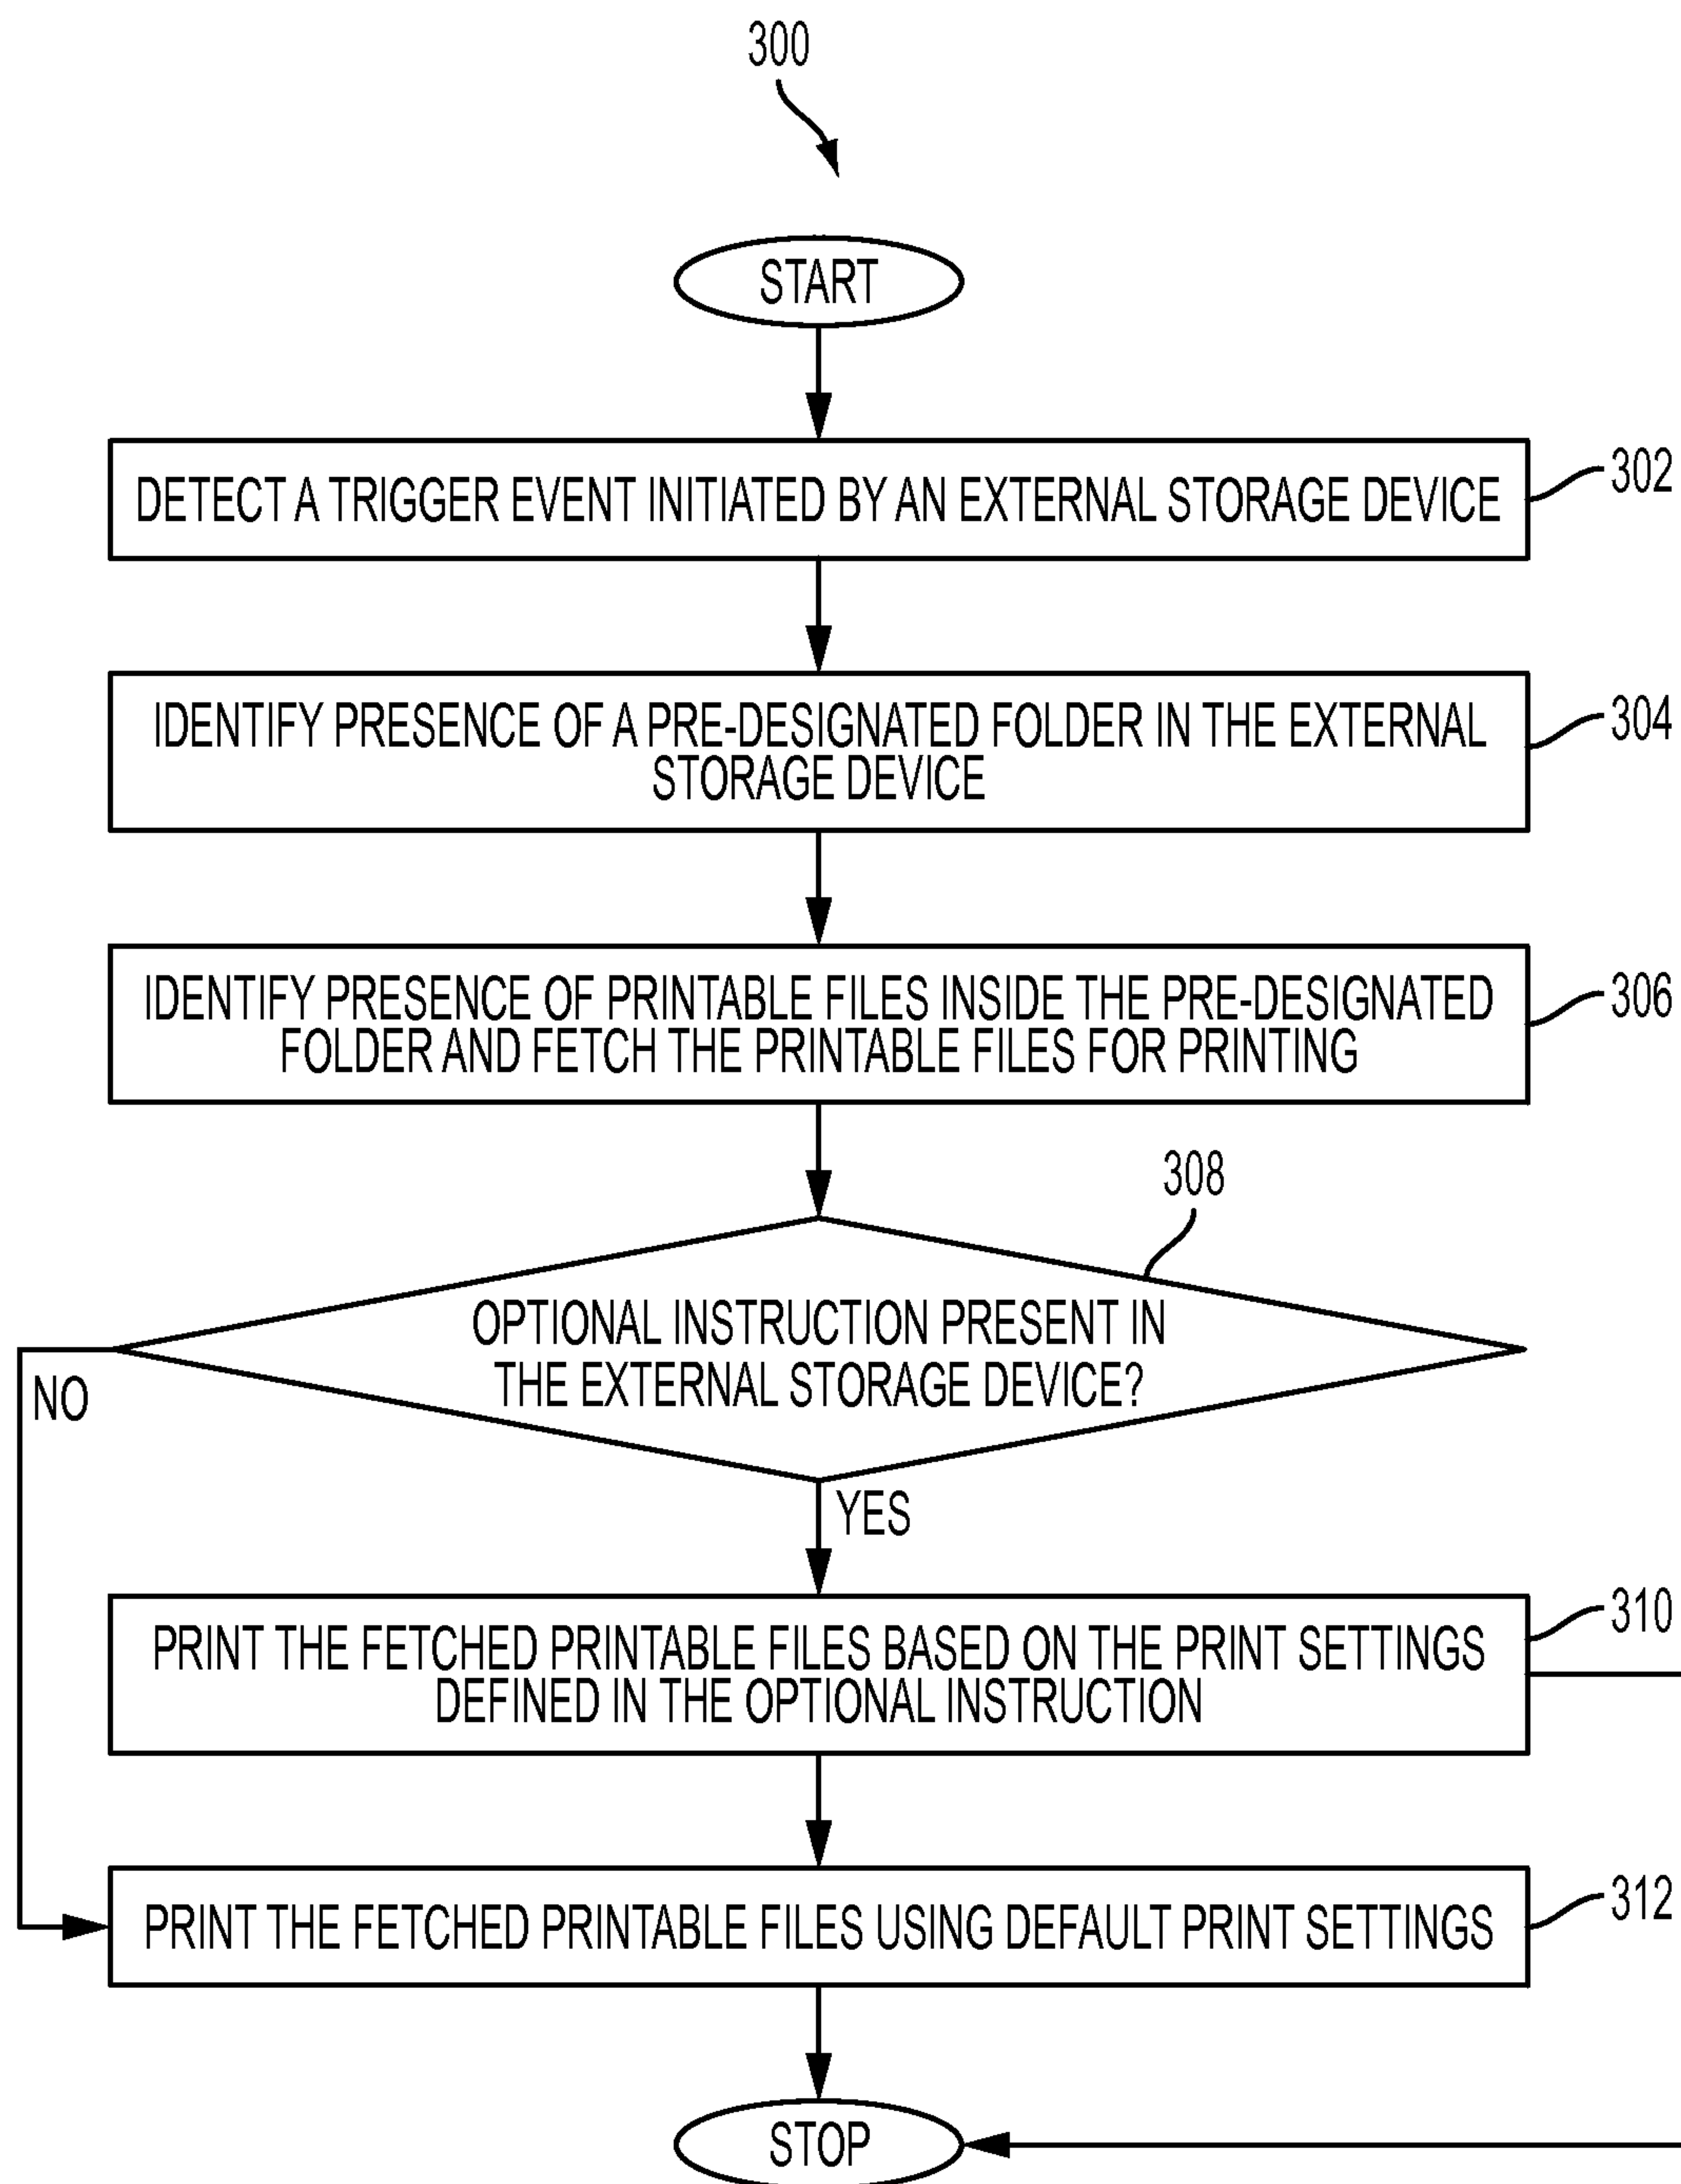 300
START
DETECT A TRIGGER EVENT INITIATED BY AN EXTERNAL STORAGE DEVICE
302
IDENTIFY PRESENCE OF A PRE-DESIGNATED FOLDER IN THE EXTERNAL
STORAGE DEVICE
304
IDENTIFY PRESENCE OF PRINTABLE FILES INSIDE THE PRE-DESIGNATED
FOLDER AND FETCH THE PRINTABLE FILES FOR PRINTING
306
308
OPTIONAL INSTRUCTION PRESENT IN
THE EXTERNAL STORAGE DEVICE?
NO
YES
PRINT THE FETCHED PRINTABLE FILES BASED ON THE PRINT SETTINGS
DEFINED IN THE OPTIONAL INSTRUCTION
310
PRINT THE FETCHED PRINTABLE FILES USING DEFAULT PRINT SETTINGS
312
STOP